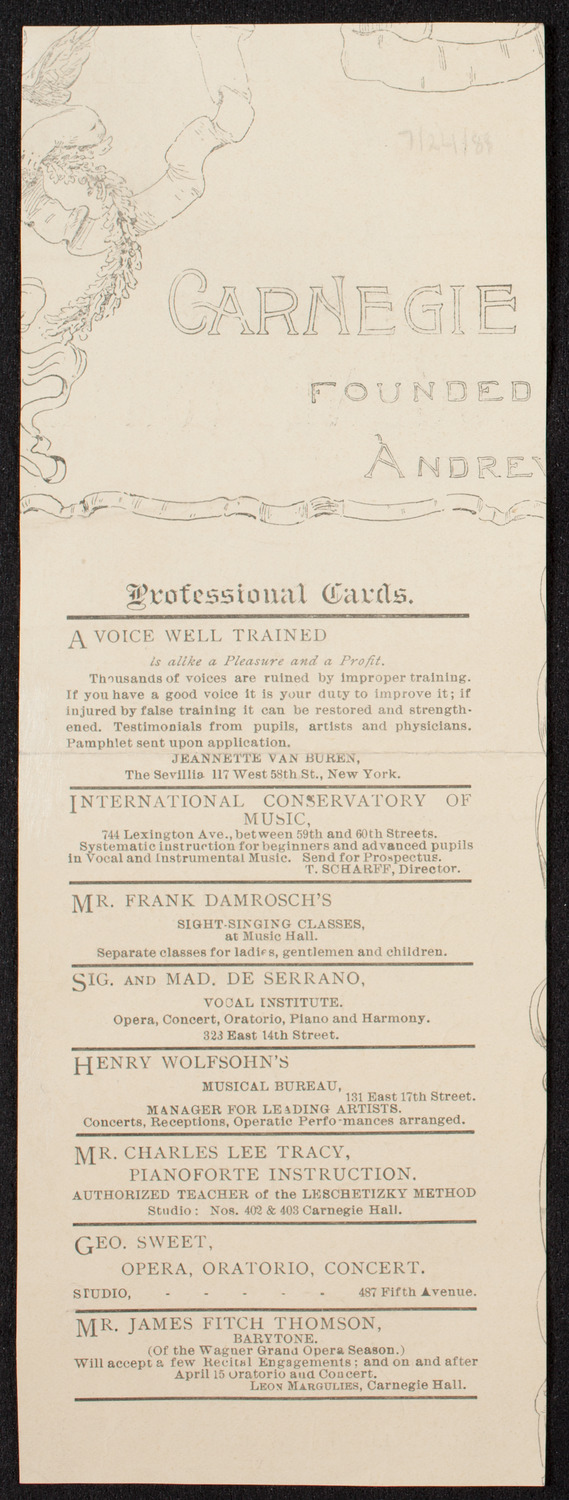 CARNEGIE
FOUNDED
ANDREW
Professional Cards.
A VOICE WELL TRAINED
is alike a Pleasure and a Profit.
Thousands of voices are ruined by improper training.
If you have a good voice it is your duty to improve it; if
injured by false training it can be restored and strength-
ened. Testimonials from pupils, artists and physicians.
Pamphlet sent upon application.
JEANNETTE VAN BUREN,
The Sevillia 117 West 58th St., New York.
INTERNATIONAL CONSERVATORY OF
MUSIC,
744 Lexington Ave., between 59th and 60th Streets.
Systematic instruction for beginners and advanced pupils
in Vocal and Instrumental Music. Send for Prospectus.
T. SCHARFF, Director.
MR. FRANK DAMROSCH'S
SIGHT-SINGING CLASSES,
at Music Hall.
Separate classes for ladies, gentlemen and children.
SIG. AND MAD. DE SERRANO,
VOCAL INSTITUTE.
Opera, Concert, Oratorio, Piano and Harmony.
323 East 14th Street.
HENRY WOLFSOHN'S
MUSICAL BUREAU,
131 East 17th Street.
MANAGER FOR LEADING ARTISTS.
Concerts, Receptions, Operatic Perfo-mances arranged.
MR. CHARLES LEE TRACY,
PIANOFORTE INSTRUCTION.
AUTHORIZED TEACHER of the LESCHETIZKY METHOD
Studio: Nos. 402 & 403 Carnegie Hall.
GEO. SWEET,
OPERA, ORATORIO, CONCERT.
STUDIO, - - - - - 487 Fifth Avenue.
MR. JAMES FITCH THOMSON,
BARYTONE.
(Of the Wagner Grand Opera Season.)
Will accept a few Recital Engagements; and on and after
April 15 Oratorio and Concert.
LEON MARGULIES, Carnegie Hall.